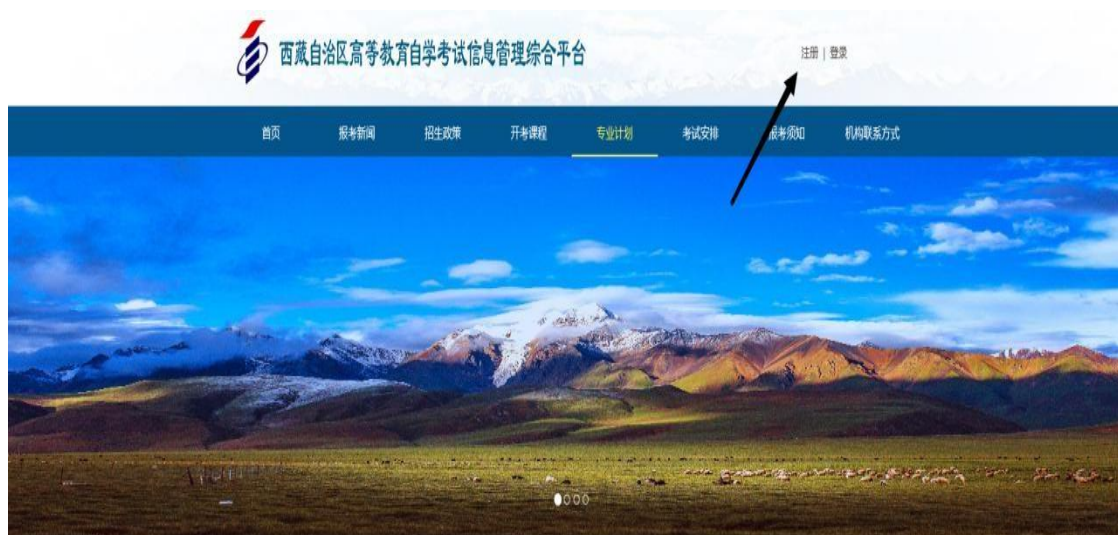 西藏自治区高等教育自学考试信息管理综合平台
注册 | 登录
首页 报考新闻 招生政策 开考课程 专业计划 考试安排 报考须知 机构联系方式